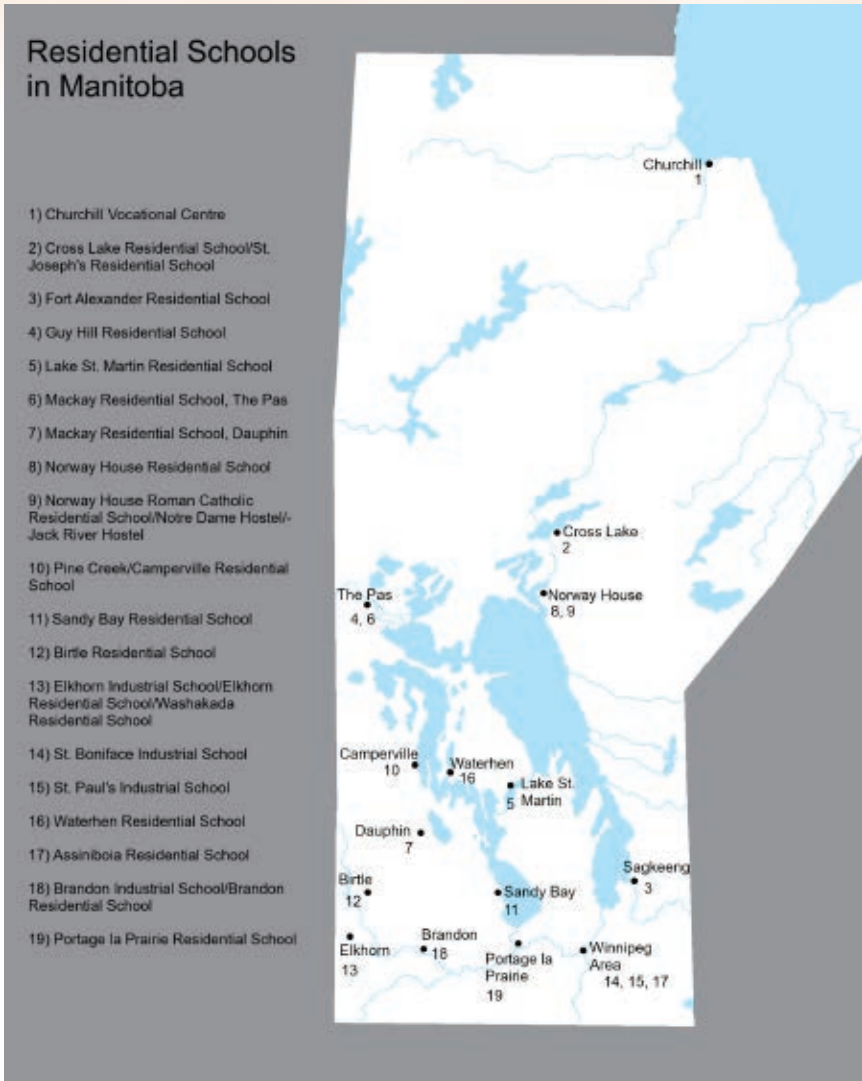 Residential Schools
in Manitoba
1) Churchill Vocational Centre
2) Cross Lake Residential School/St.
Joseph's Residential School
3) Fort Alexander Residential School
4) Guy Hill Residential School
5) Lake St. Martin Residential School
6) Mackay Residential School, The Pas
7) Mackay Residential School, Dauphin
8) Norway House Residential School
9) Norway House Roman Catholic
Residential School/Notre Dame Hostel/-
Jack River Hostel
10) Pine Creek/Camperville Residential
School
11) Sandy Bay Residential School
12) Birtle Residential School
13) Elkhorn Industrial School/Elkhorn
Residential School/Washakada
Residential School
14) St. Boniface Industrial School
15) St. Paul's Industrial School
16) Waterhen Residential School
17) Assiniboia Residential School
18) Brandon Industrial School/Brandon
Residential School
19) Portage la Prairie Residential School
Churchill
1
Cross Lake
2
The Pas
4, 6
Norway House
8, 9
Camperville
10
Waterhen
16
Lake St.
Martin
5
Dauphin
7
Birtle
12
Sandy Bay
11
Sagkeeng
3
Elkhorn
13
Brandon
18
Portage la
Prairie
19
Winnipeg
Area
14, 15, 17